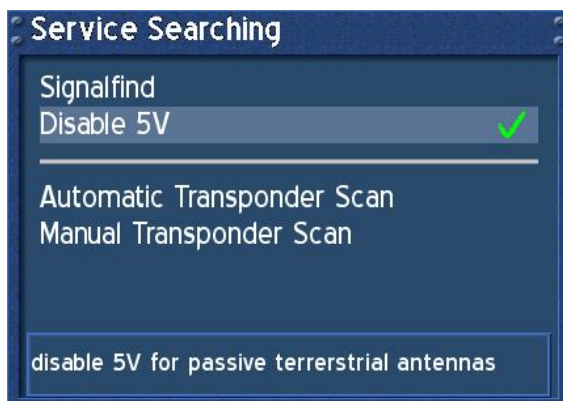 Service Searching
Signalfind
Disable 5V
Automatic Transponder Scan
Manual Transponder Scan
disable 5V for passive terrerstrial antennas